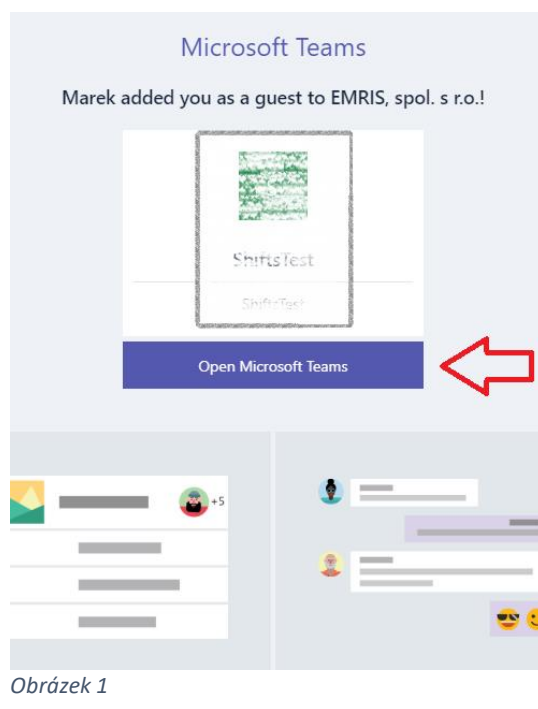 Microsoft Teams
Marek added you as a guest to EMRIS, spol. s r.o.!
ShiftsTest
ShiftsTest
Open Microsoft Teams
+5
Obrázek 1